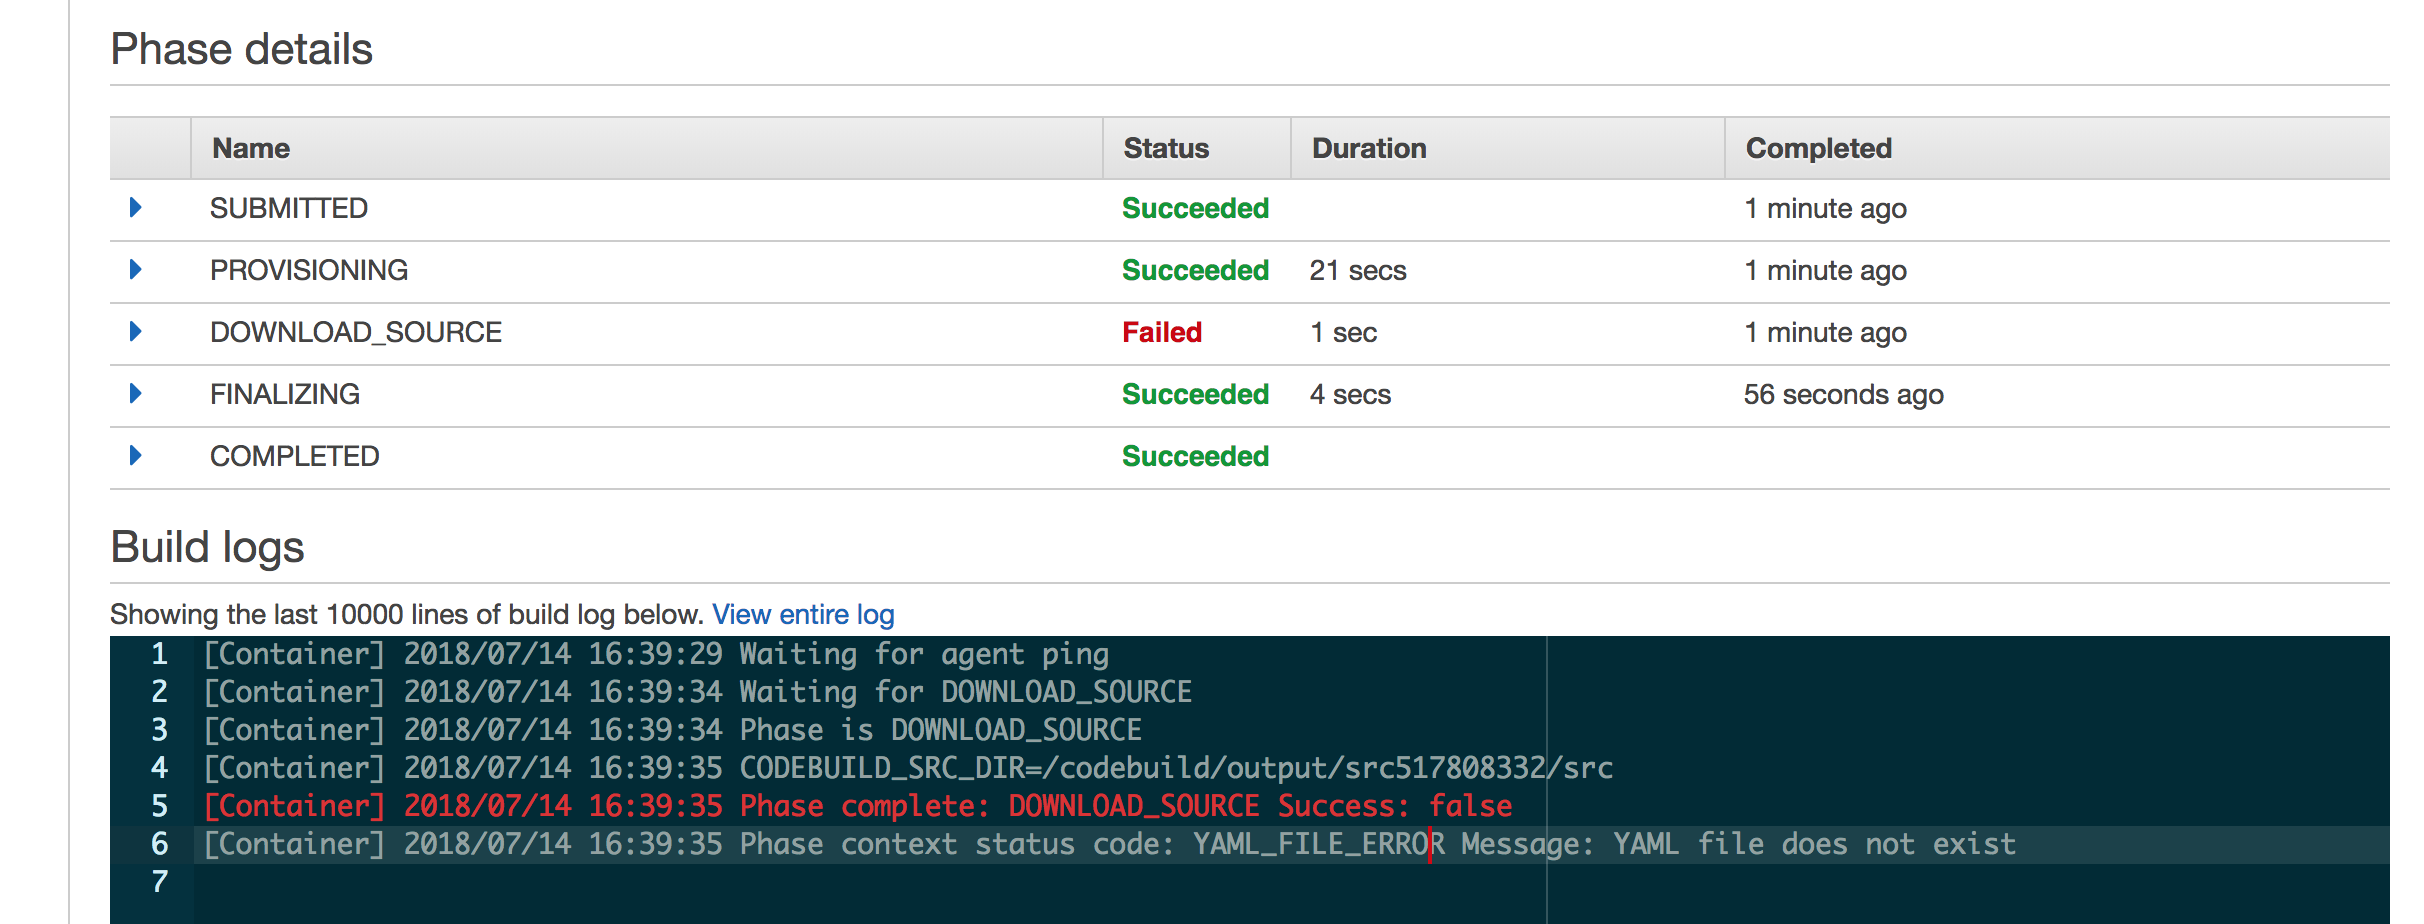 Phase details
Name Status Duration Completed
SUBMITTED Succeeded 1 minute ago
PROVISIONING Succeeded 21 secs 1 minute ago
DOWNLOAD_SOURCE Failed 1 sec 1 minute ago
FINALIZING Succeeded 4 secs 56 seconds ago
COMPLETED Succeeded
Build logs
Showing the last 10000 lines of build log below. View entire log
1 [Container] 2018/07/14 16:39:29 Waiting for agent ping
2 [Container] 2018/07/14 16:39:34 Waiting for DOWNLOAD_SOURCE
3 [Container] 2018/07/14 16:39:34 Phase is DOWNLOAD_SOURCE
4 [Container] 2018/07/14 16:39:35 CODEBUILD_SRC_DIR=/codebuild/output/src517808332/src
5 [Container] 2018/07/14 16:39:35 Phase complete: DOWNLOAD_SOURCE Success: false
6 [Container] 2018/07/14 16:39:35 Phase context status code: YAML_FILE_ERROR Message: YAML file does not exist
7